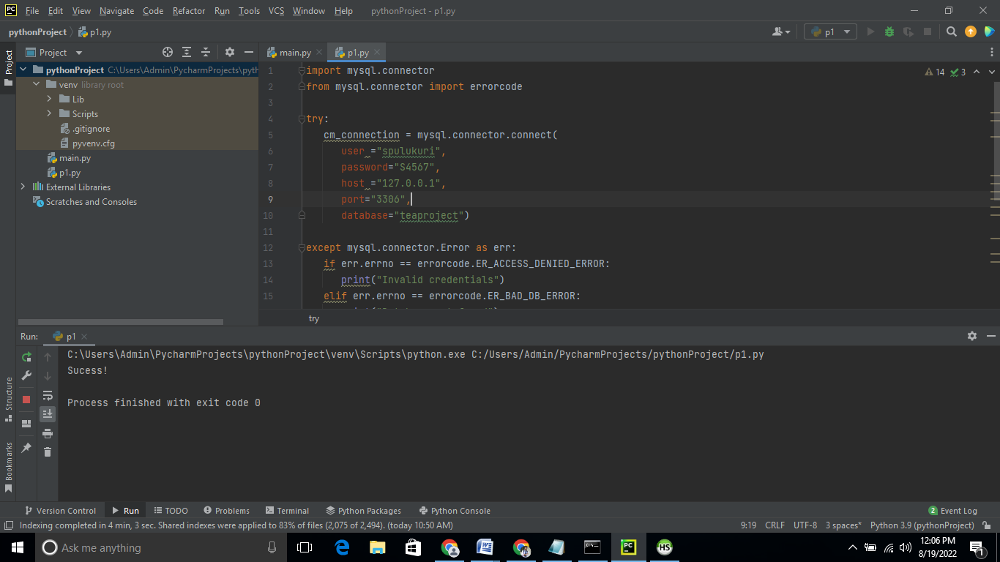 PC File Edit View Navigate Code Refactor Run Tools VCS Window Help pythonProject - p1.py
pythonProject p1.py p1
Project main.py p1.py
Project
pythonProject C:\Users\Admin\PycharmProjects\pyth
venv library root
Lib
Scripts
.gitignore
pyvenv.cfg
main.py
p1.py
External Libraries
Scratches and Consoles
14 3
1 import mysql.connector
2 from mysql.connector import errorcode
3
4 try:
5 cm_connection = mysql.connector.connect(
6 user ="spulukuri",
7 password="S4567",
8 host ="127.0.0.1",
9 port="3306",
10 database="teaproject")
11
12 except mysql.connector.Error as err:
13 if err.errno == errorcode.ER_ACCESS_DENIED_ERROR:
14 print("Invalid credentials")
15 elif err.errno == errorcode.ER_BAD_DB_ERROR:
try
Run: p1
C:\Users\Admin\PycharmProjects\pythonProject\venv\Scripts\python.exe C:/Users/Admin/PycharmProjects/pythonProject/p1.py
Sucess!
Process finished with exit code 0
Structure
Bookmarks
Version Control Run TODO Problems Terminal Python Packages Python Console 2 Event Log
Indexing completed in 4 min, 3 sec. Shared indexes were applied to 83% of files (2,075 of 2,494). (today 10:50 AM) 9:19 CRLF UTF-8 3 spaces* Python 3.9 (pythonProject)
Ask me anything PC HS 12:06 PM
8/19/2022 1